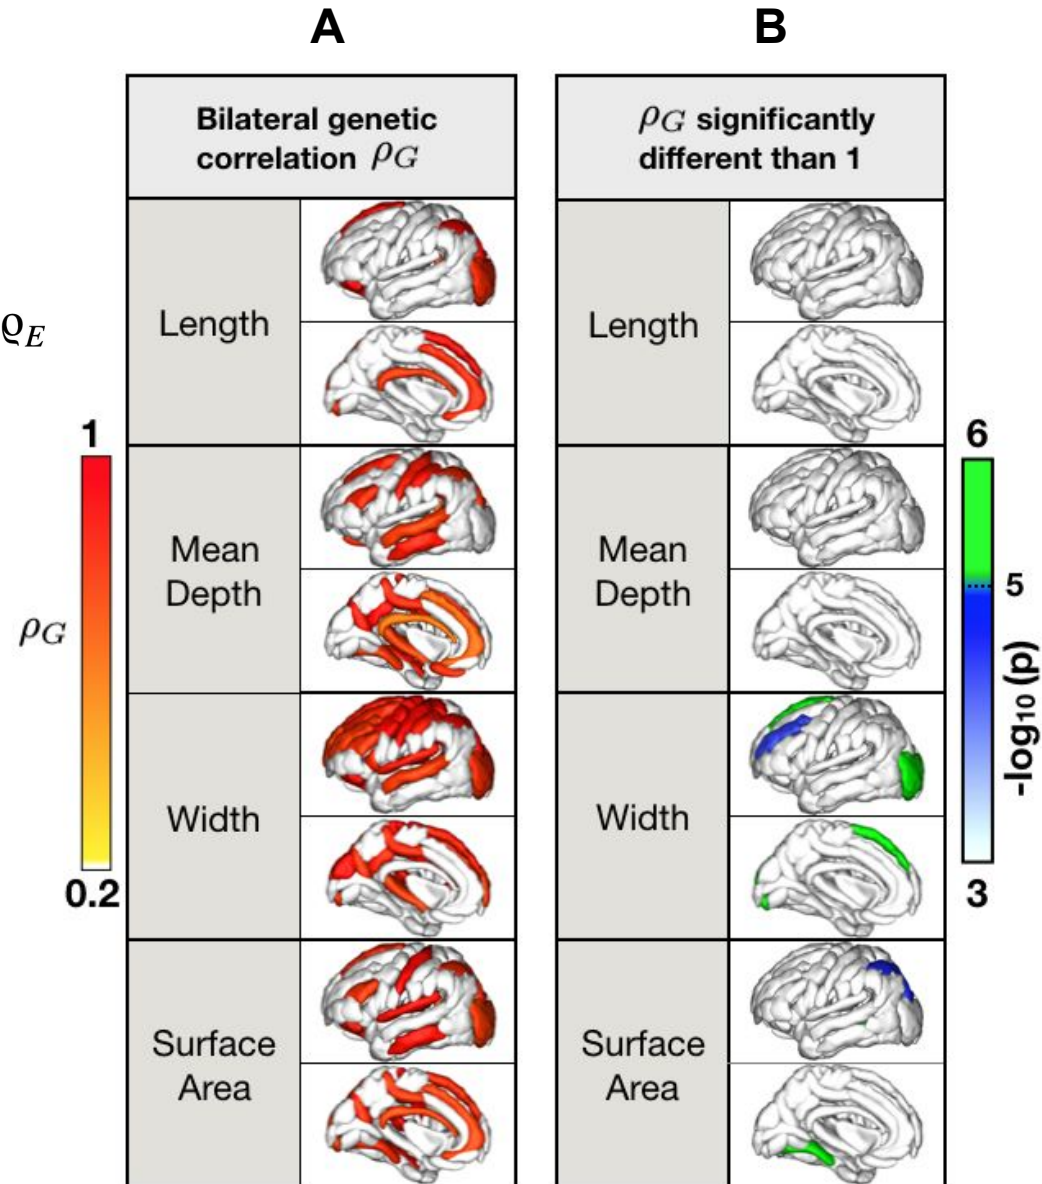 A
B
Bilateral genetic
correlation ρG
ρG significantly
different than 1
Length
Length
ϱE
1
6
Mean
Depth
Mean
Depth
5
ρG
-log10 (p)
Width
Width
0.2
3
Surface
Area
Surface
Area